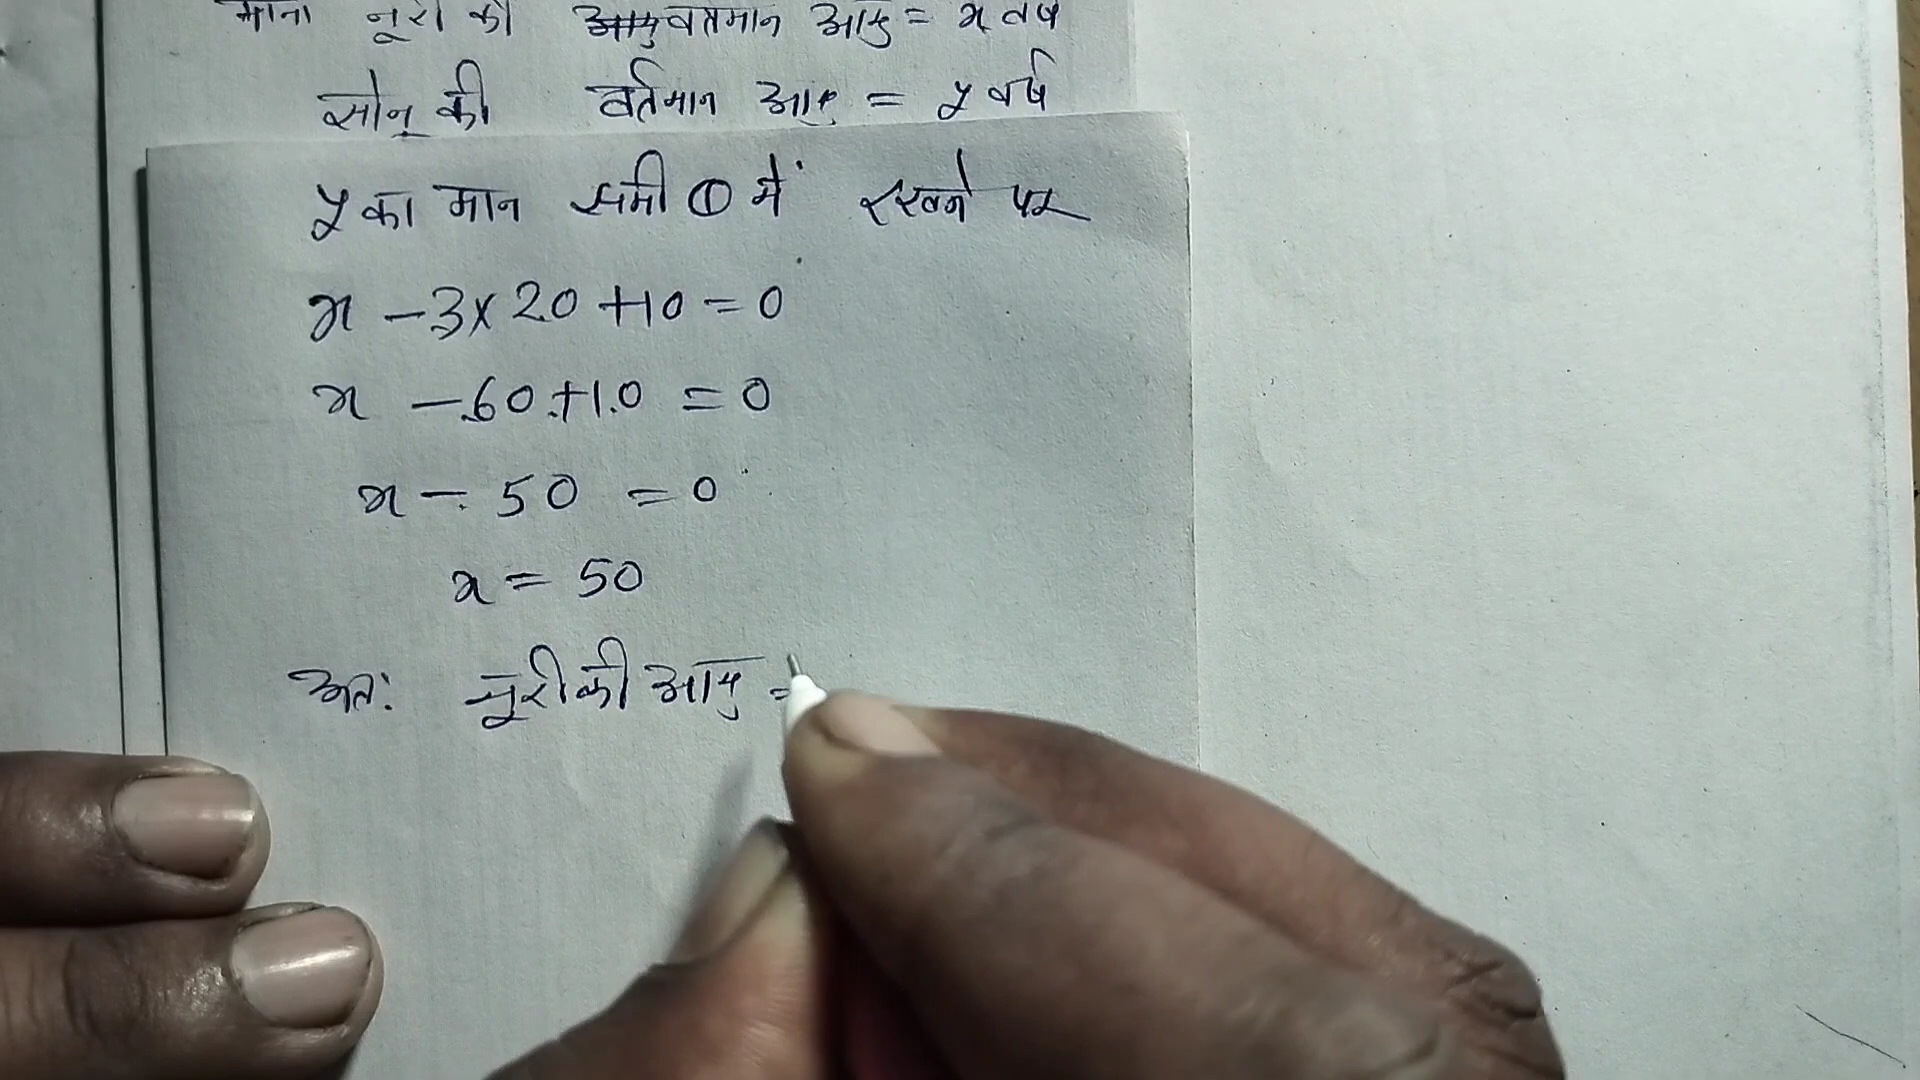 माना नूरी की वर्तमान आयु = x वर्ष
सोनू की वर्तमान आयु = y वर्ष
y का मान समी ① में रखने पर
x - 3 × 20 + 10 = 0
x - 60 + 10 = 0
x - 50 = 0
x = 50
अतः नूरी की आयु =